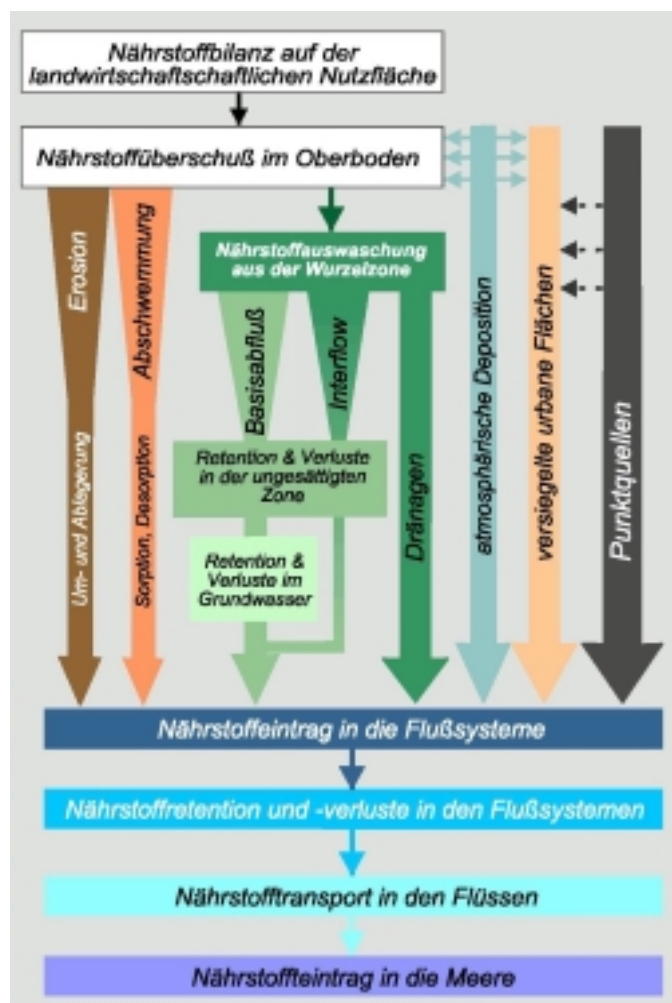 Nährstoffbilanz auf der
landwirtschaftschaftlichen Nutzfläche
Nährstoffüberschuß im Oberboden
Erosion
Um- und Ablagerung
Abschwemmung
Sorption, Desorption
Nährstoffauswaschung
aus der Wurzelzone
Basisabfluß
Interflow
Retention & Verluste
in der ungesättigten
Zone
Retention &
Verluste im
Grundwasser
Dränagen
atmosphärische Deposition
versiegelte urbane Flächen
Punktquellen
Nährstoffeintrag in die Flußsysteme
Nährstoffretention und -verluste in den Flußsystemen
Nährstofftransport in den Flüssen
Nährstoffteintrag in die Meere